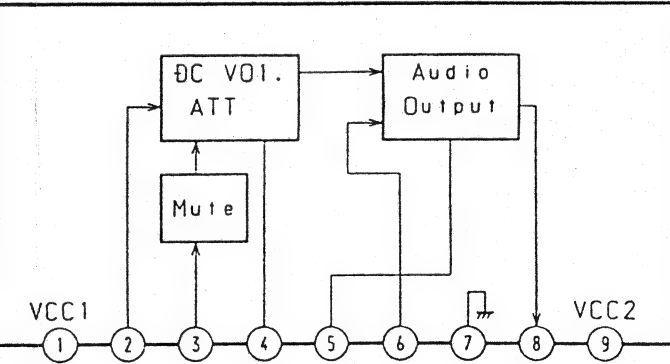 DC VOl.
ATT
Audio
Output
Mute
VCC1
VCC2
1 2 3 4 5 6 7 8 9